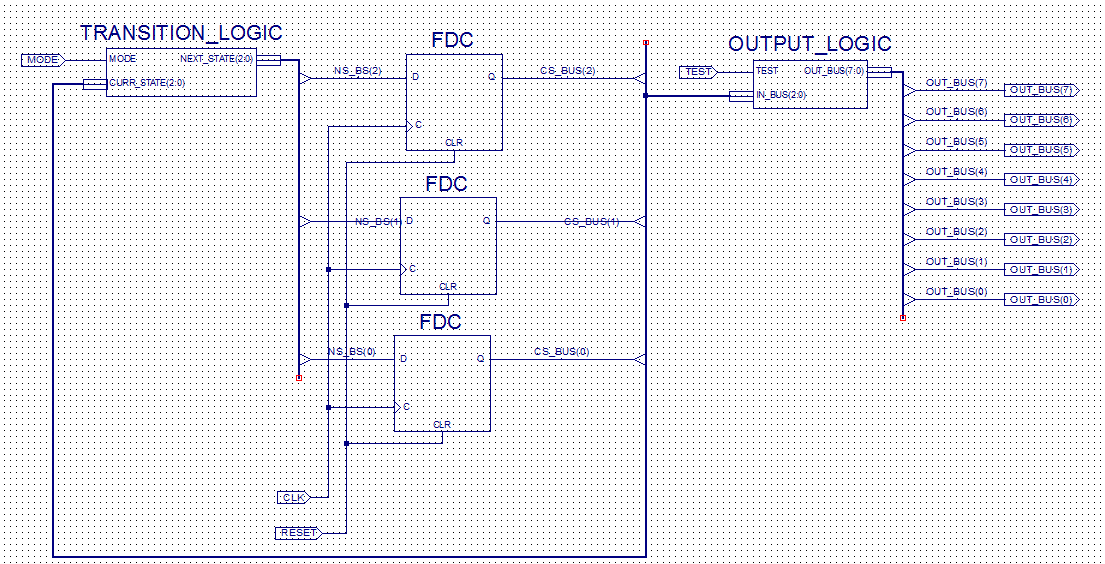 TRANSITION_LOGIC
MODE
MODE
NEXT_STATE(2:0)
CURR_STATE(2:0)
FDC
NS_BS(2)
D
Q
CS_BUS(2)
C
CLR
FDC
NS_BS(1)
D
Q
CS_BUS(1)
C
CLR
FDC
NS_BS(0)
D
Q
CS_BUS(0)
C
CLR
CLK
RESET
OUTPUT_LOGIC
TEST
TEST
OUT_BUS(7:0)
IN_BUS(2:0)
OUT_BUS(7)
OUT_BUS(7)
OUT_BUS(6)
OUT_BUS(6)
OUT_BUS(5)
OUT_BUS(5)
OUT_BUS(4)
OUT_BUS(4)
OUT_BUS(3)
OUT_BUS(3)
OUT_BUS(2)
OUT_BUS(2)
OUT_BUS(1)
OUT_BUS(1)
OUT_BUS(0)
OUT_BUS(0)